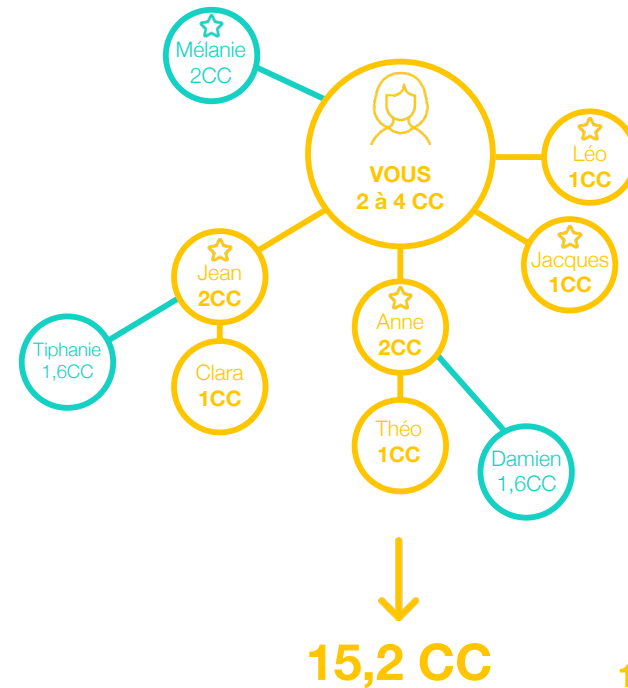 Mélanie
2CC
VOUS
2 à 4 CC
Léo
1CC
Jacques
1CC
Jean
2CC
Anne
2CC
Tiphanie
1,6CC
Clara
1CC
Théo
1CC
Damien
1,6CC
15,2 CC